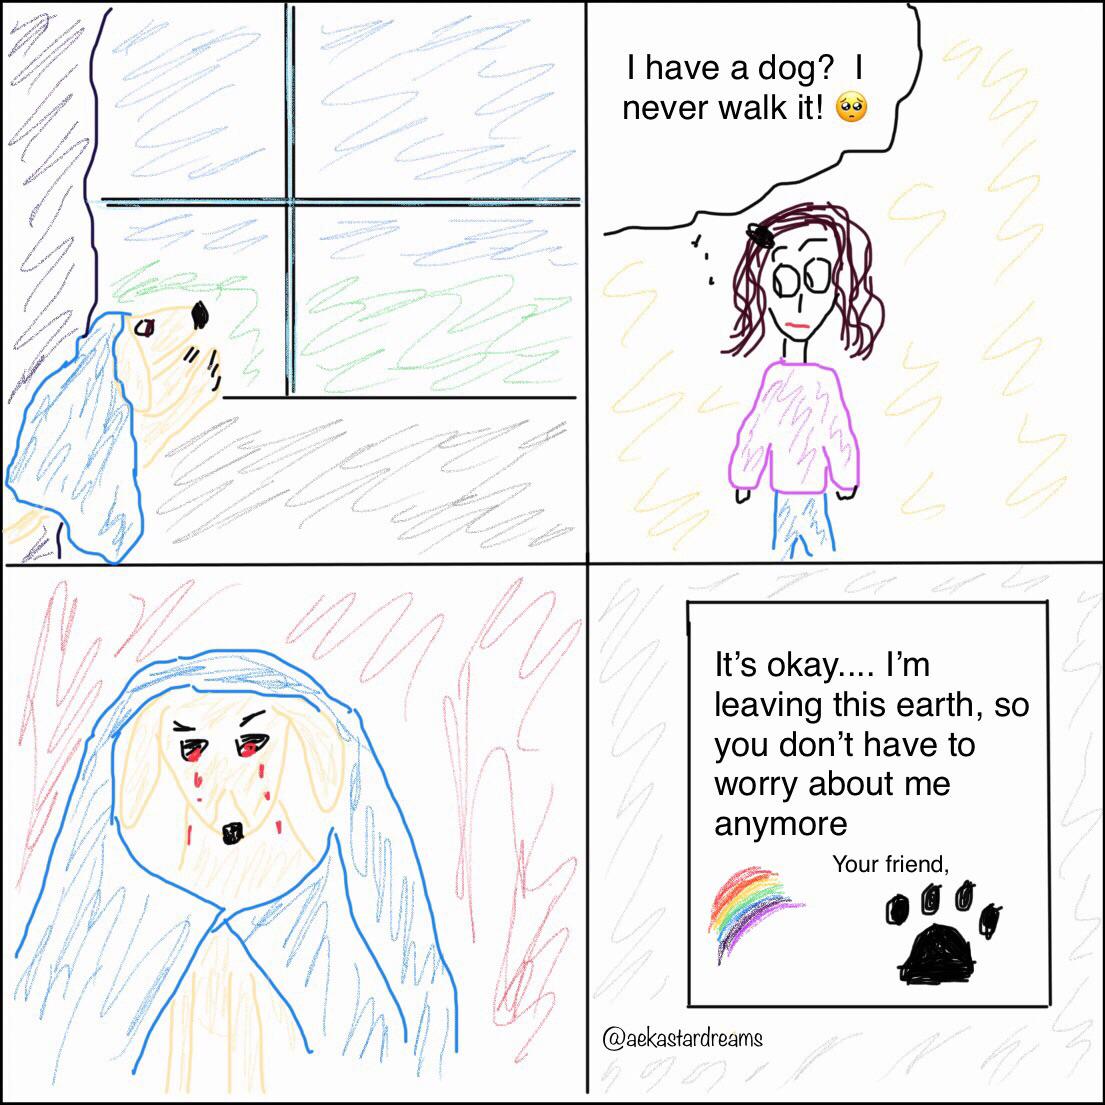 I have a dog?  I
never walk it! 🥺
It’s okay.... I’m
leaving this earth, so
you don’t have to
worry about me
anymore
Your friend,
@aekastardreams